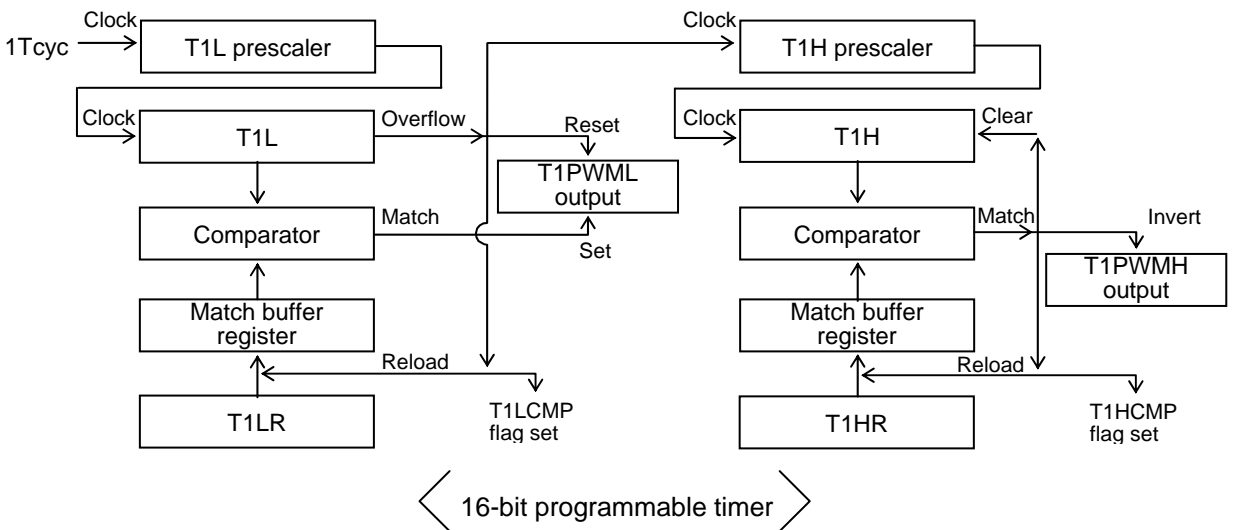 Clock
1Tcyc
T1L prescaler
Clock
T1L
Overflow
Reset
T1PWML
output
Comparator
Match
Set
Match buffer
register
Reload
T1LR
T1LCMP
flag set
Clock
T1H prescaler
Clock
T1H
Clear
Comparator
Match
Invert
T1PWMH
output
Match buffer
register
Reload
T1HR
T1HCMP
flag set
16-bit programmable timer